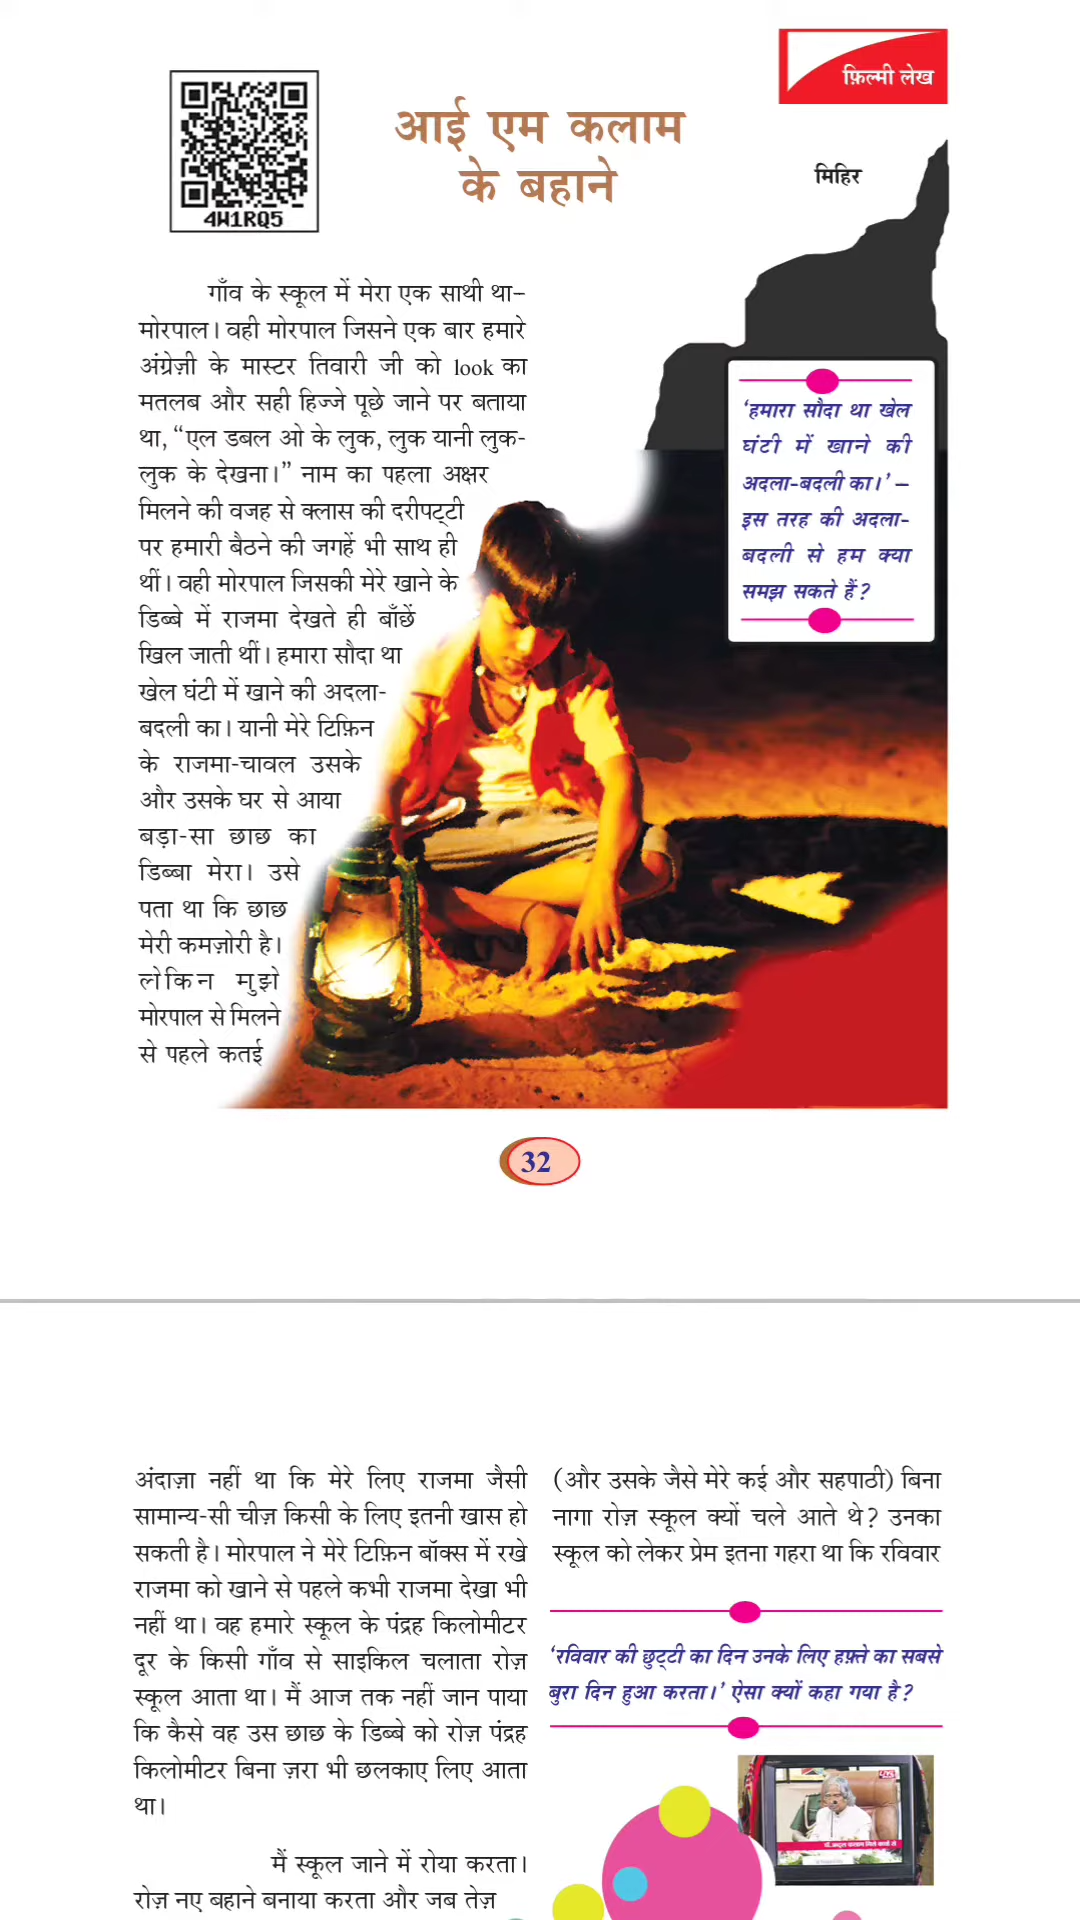 फ़िल्मी लेख
4W1RQ5
आई एम कलाम
के बहाने
मिहिर
गाँव के स्कूल में मेरा एक साथी था–
मोरपाल। वही मोरपाल जिसने एक बार हमारे
अंग्रेज़ी के मास्टर तिवारी जी को look का
मतलब और सही हिज्जे पूछे जाने पर बताया
था, “एल डबल ओ के लुक, लुक यानी लुक-
लुक के देखना।” नाम का पहला अक्षर
मिलने की वजह से क्लास की दरीपट्टी
पर हमारी बैठने की जगहें भी साथ ही
थीं। वही मोरपाल जिसकी मेरे खाने के
डिब्बे में राजमा देखते ही बाँछें
खिल जाती थीं। हमारा सौदा था
खेल घंटी में खाने की अदला-
बदली का। यानी मेरे टिफ़िन
के राजमा-चावल उसके
और उसके घर से आया
बड़ा-सा छाछ का
डिब्बा मेरा। उसे
पता था कि छाछ
मेरी कमज़ोरी है।
लेकिन मुझे
मोरपाल से मिलने
से पहले कतई
‘हमारा सौदा था खेल
घंटी में खाने की
अदला-बदली का।’ –
इस तरह की अदला-
बदली से हम क्या
समझ सकते हैं?
32
अंदाज़ा नहीं था कि मेरे लिए राजमा जैसी
सामान्य-सी चीज़ किसी के लिए इतनी खास हो
सकती है। मोरपाल ने मेरे टिफ़िन बॉक्स में रखे
राजमा को खाने से पहले कभी राजमा देखा भी
नहीं था। वह हमारे स्कूल के पंद्रह किलोमीटर
दूर के किसी गाँव से साइकिल चलाता रोज़
स्कूल आता था। मैं आज तक नहीं जान पाया
कि कैसे वह उस छाछ के डिब्बे को रोज़ पंद्रह
किलोमीटर बिना ज़रा भी छलकाए लिए आता
था।
मैं स्कूल जाने में रोया करता।
रोज़ नए बहाने बनाया करता और जब तेज़
(और उसके जैसे मेरे कई और सहपाठी) बिना
नागा रोज़ स्कूल क्यों चले आते थे? उनका
स्कूल को लेकर प्रेम इतना गहरा था कि रविवार
‘रविवार की छुट्टी का दिन उनके लिए हफ़्ते का सबसे
बुरा दिन हुआ करता।’ ऐसा क्यों कहा गया है?